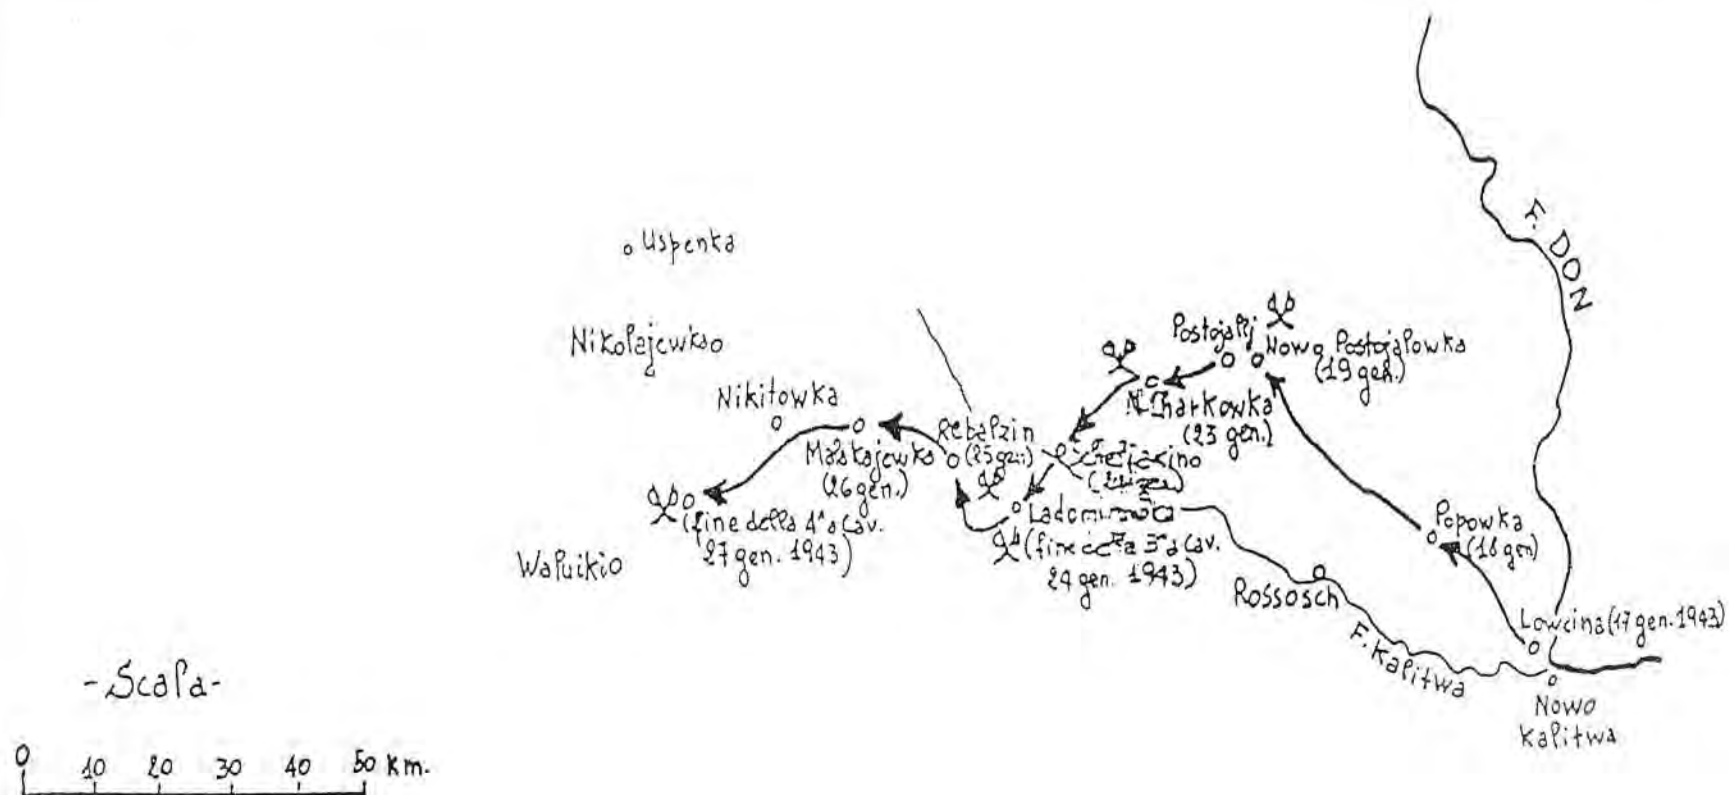 F. DON
Uspenka
Nikolajewka
Postojalij
Nowo Postojalowka
(19 gen.)
N. Charkowka
(23 gen.)
Nikitowka
Rebalzin
(25 gen.)
Maskajewka
(26 gen.)
Ladomirowka
(fine della 3ª Cav.
24 gen. 1943)
(fine della 4ª Cav.
27 gen. 1943)
Waluiki
Popowka
(18 gen)
Rossosch
F. Kalitwa
Lowcina (17 gen. 1943)
Nowo
Kalitwa
- Scala -
0 10 20 30 40 50 km.